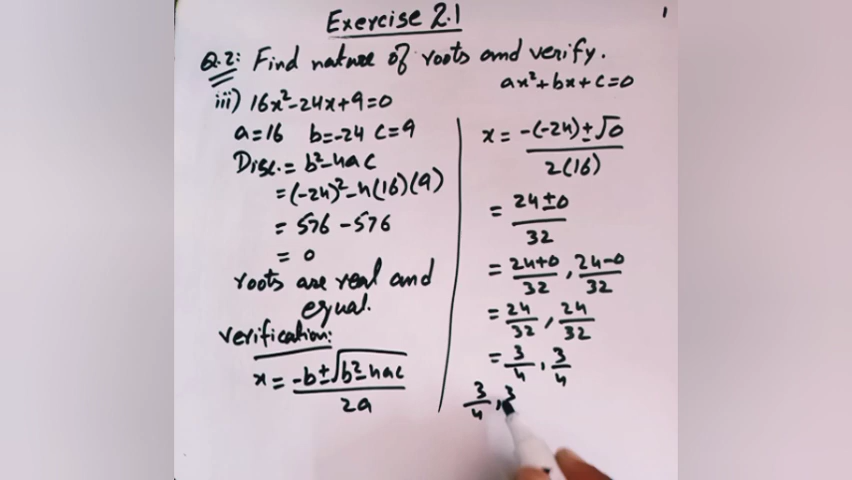 Exercise 2.1
Q.2: Find nature of roots and verify.
ax²+bx+c=0
iii) 16x²-24x+9=0
a=16 b=-24 c=9
Disc.= b²-4ac
=(-24)²-4(16)(9)
= 576 -576
= 0
roots are real and
equal.
verification:
x = -b±√b²-4ac / 2a
x = -(-24)±√0 / 2(16)
= 24±0 / 32
= 24+0 / 32 , 24-0 / 32
= 24 / 32 , 24 / 32
= 3 / 4 , 3 / 4
3 / 4 , 3